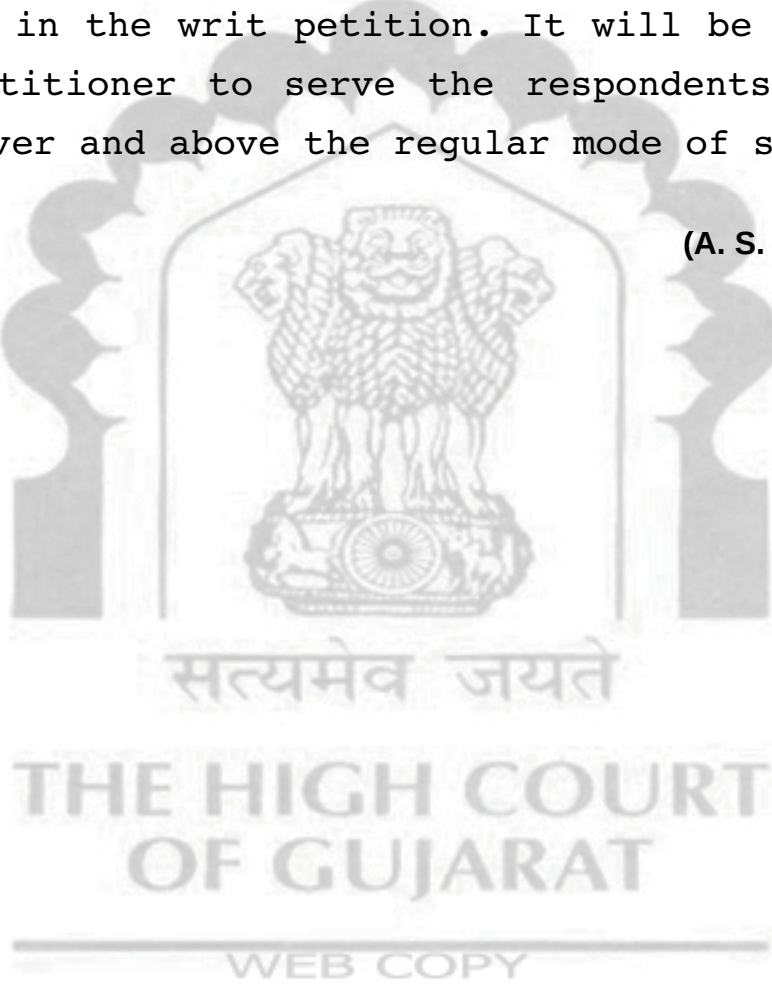 in the writ petition. It will be
titioner to serve the respondents
ver and above the regular mode of s
(A. S.
सत्यमेव जयते
THE HIGH COURT
OF GUJARAT
WEB COPY